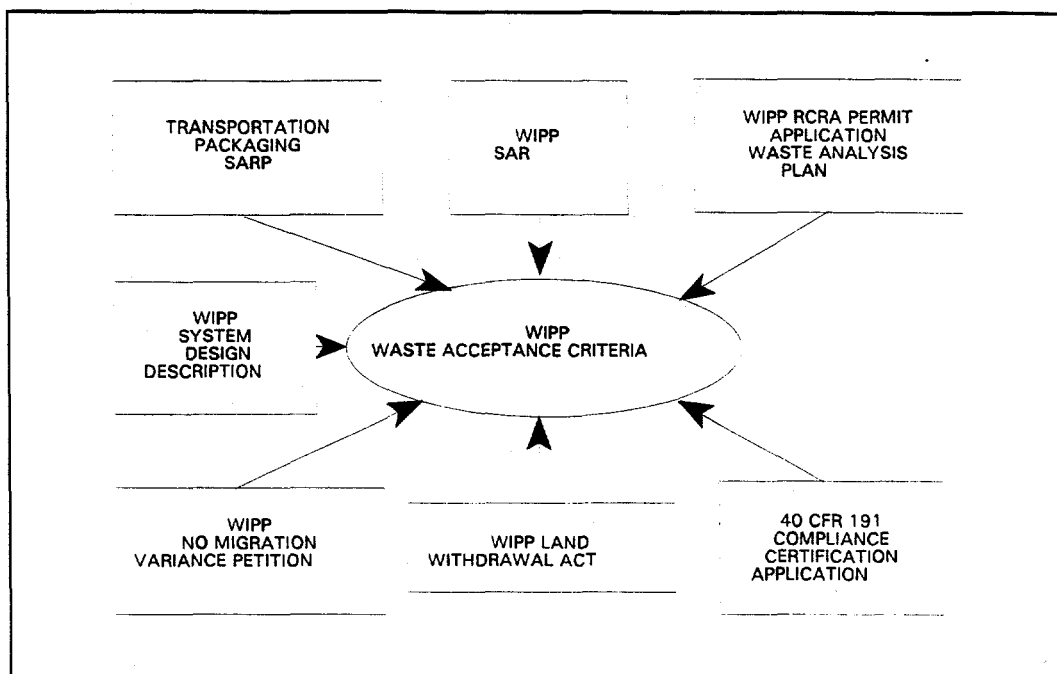 TRANSPORTATION
PACKAGING
SARP
WIPP
SAR
WIPP RCRA PERMIT
APPLICATION
WASTE ANALYSIS
PLAN
WIPP
SYSTEM
DESIGN
DESCRIPTION
WIPP
WASTE ACCEPTANCE CRITERIA
WIPP
NO MIGRATION
VARIANCE PETITION
WIPP LAND
WITHDRAWAL ACT
40 CFR 191
COMPLIANCE
CERTIFICATION
APPLICATION